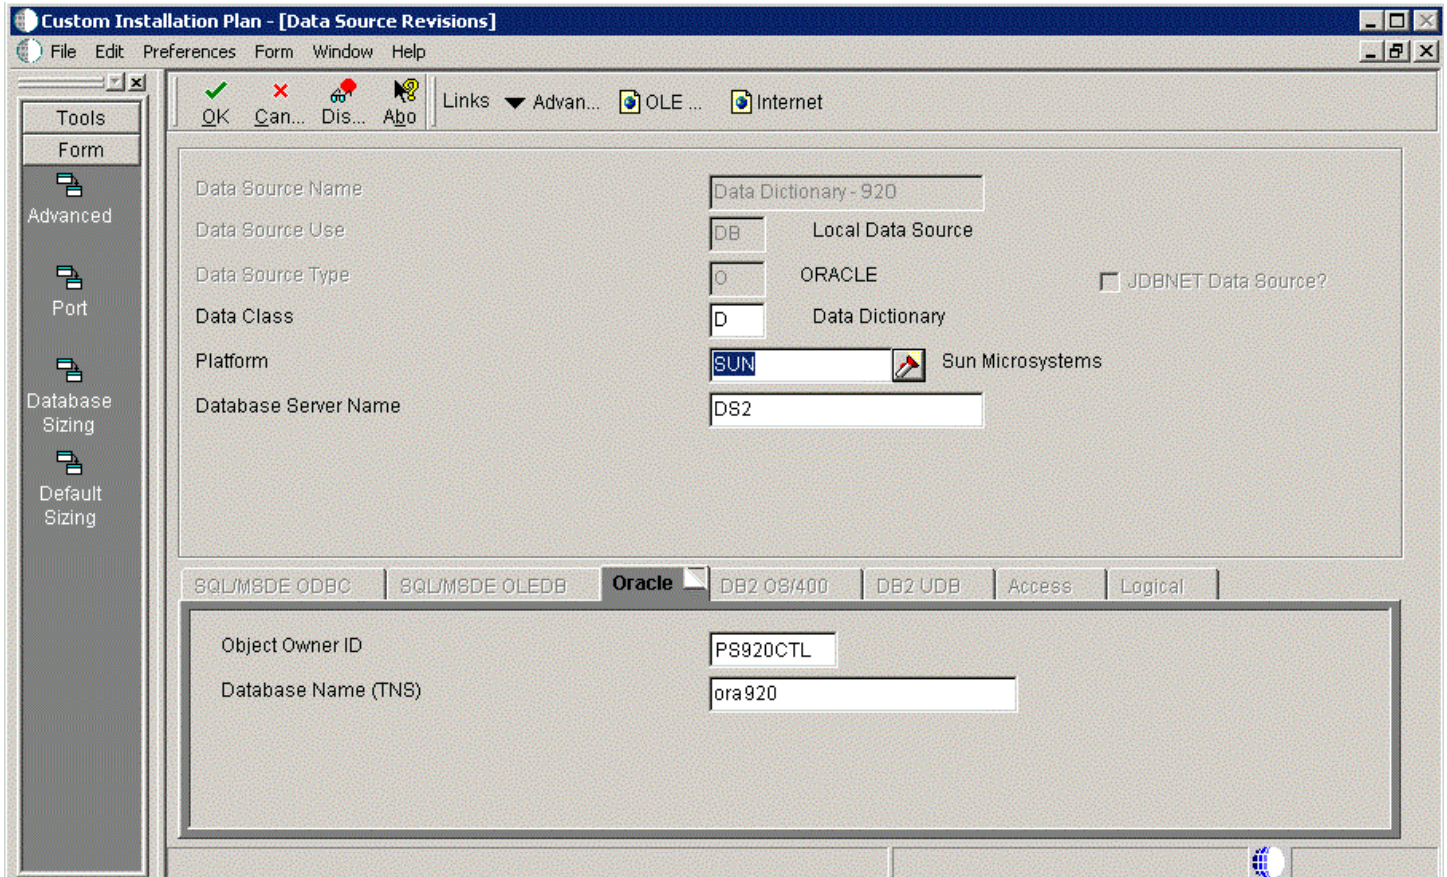 Custom Installation Plan - [Data Source Revisions]
File Edit Preferences Form Window Help
Tools
Form
Advanced
Port
Database
Sizing
Default
Sizing
OK Can... Dis... Abo Links Advan... OLE ... Internet
Data Source Name Data Dictionary - 920
Data Source Use DB Local Data Source
Data Source Type O ORACLE JDBNET Data Source?
Data Class D Data Dictionary
Platform SUN Sun Microsystems
Database Server Name DS2
SQL/MSDE ODBC SQL/MSDE OLEDB Oracle DB2 OS/400 DB2 UDB Access Logical
Object Owner ID PS920CTL
Database Name (TNS) ora920